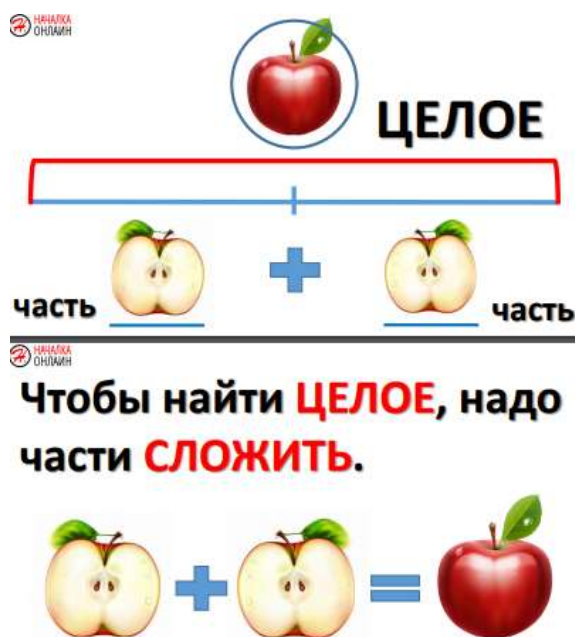 НАЧАЛКА
ОНЛАЙН
ЦЕЛОЕ
часть
часть
НАЧАЛКА
ОНЛАЙН
Чтобы найти ЦЕЛОЕ, надо
части СЛОЖИТЬ.